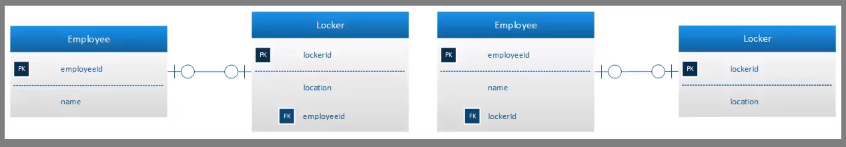 Employee
PK employeeId
name
Locker
PK lockerId
location
FK employeeId
Employee
PK employeeId
name
FK lockerId
Locker
PK lockerId
location